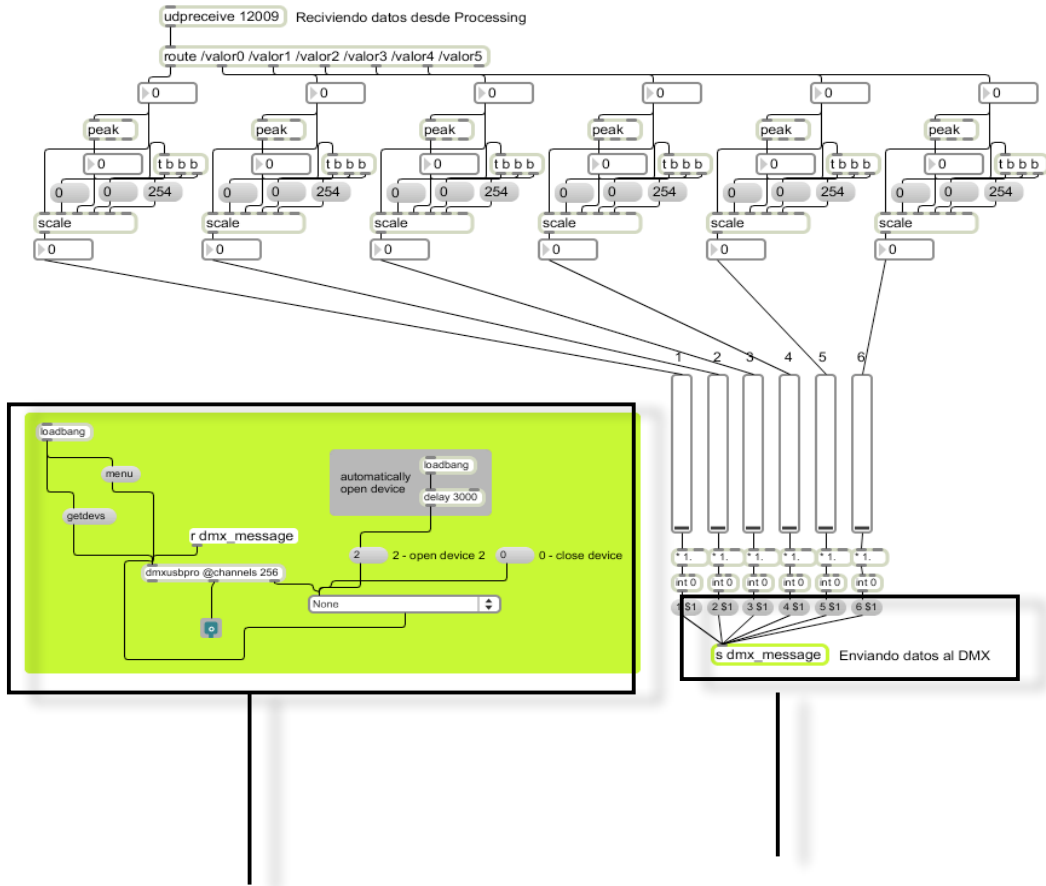 udpreceive 12009 Reciviendo datos desde Processing
route /valor0 /valor1 /valor2 /valor3 /valor4 /valor5
0 0 0 0 0 0
peak peak peak peak peak peak
0 t b b b 0 t b b b 0 t b b b 0 t b b b 0 t b b b 0 t b b b
0 0 254 0 0 254 0 0 254 0 0 254 0 0 254 0 0 254
scale scale scale scale scale scale
0 0 0 0 0 0
1 2 3 4 5 6
loadbang
menu
getdevs
automatically
open device
loadbang
delay 3000
r dmx_message
2 2 - open device 2 0 0 - close device
dmxusbpro @channels 256
None
* 1. * 1. * 1. * 1. * 1. * 1.
int 0 int 0 int 0 int 0 int 0 int 0
1 $1 2 $1 3 $1 4 $1 5 $1 6 $1
s dmx_message Enviando datos al DMX